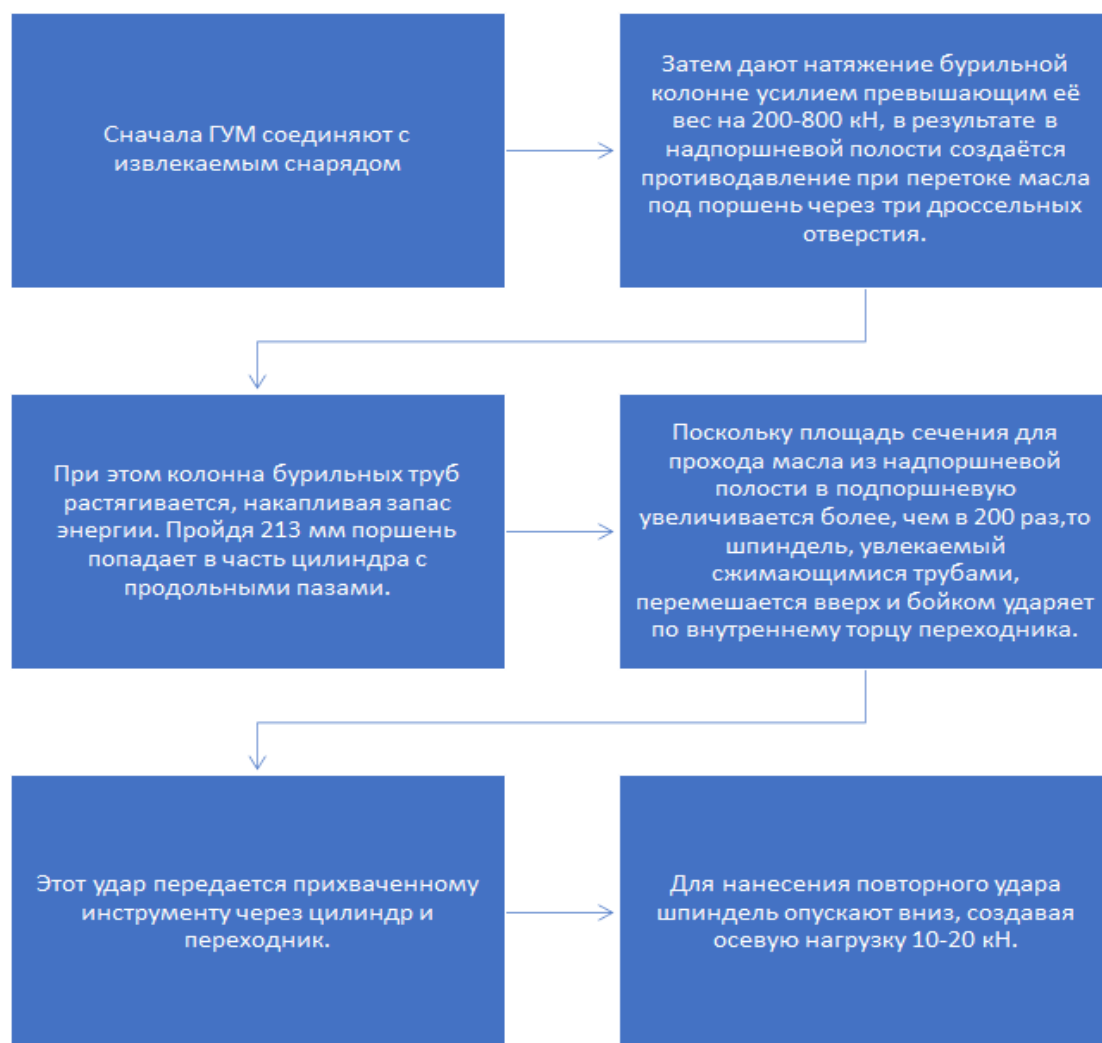 Сначала ГУМ соединяют с
извлекаемым снарядом
Затем дают натяжение бурильной
колонне усилием превышающим её
вес на 200-800 кН, в результате в
надпоршневой полости создаётся
противодавление при перетоке масла
под поршень через три дроссельных
отверстия.
При этом колонна бурильных труб
растягивается, накапливая запас
энергии. Пройдя 213 мм поршень
попадает в часть цилиндра с
продольными пазами.
Поскольку площадь сечения для
прохода масла из надпоршневой
полости в подпоршневую
увеличивается более, чем в 200 раз,то
шпиндель, увлекаемый
сжимающимися трубами,
перемешается вверх и бойком ударяет
по внутреннему торцу переходника.
Этот удар передается прихваченному
инструменту через цилиндр и
переходник.
Для нанесения повторного удара
шпиндель опускают вниз, создавая
осевую нагрузку 10-20 кН.